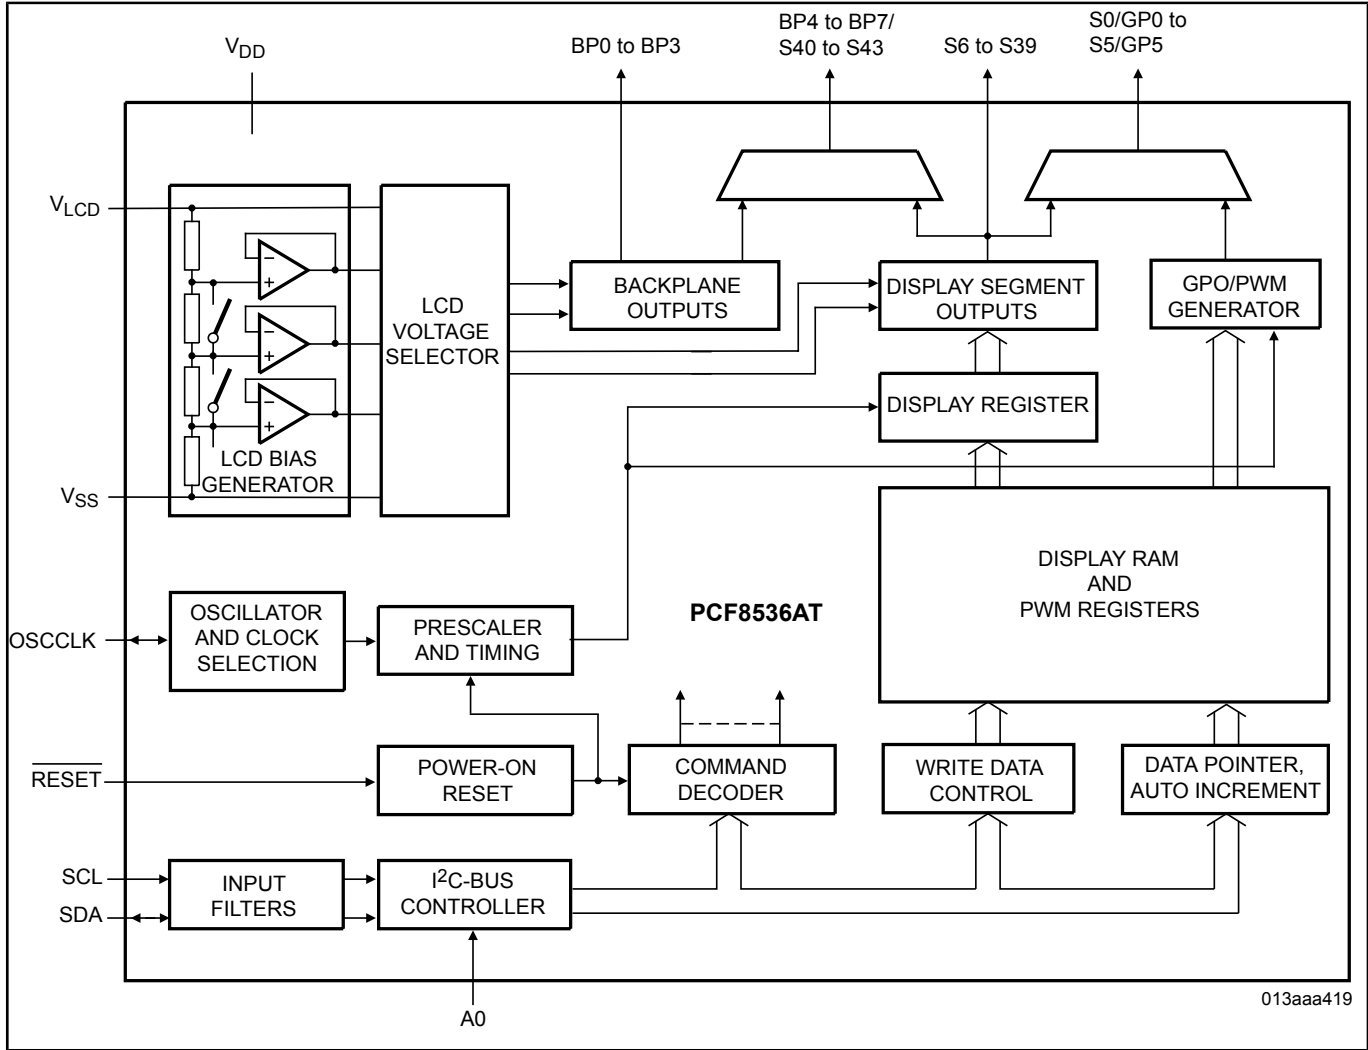 BP4 to BP7/
S40 to S43
S0/GP0 to
S5/GP5
VDD
BP0 to BP3
S6 to S39
VLCD
LCD
VOLTAGE
SELECTOR
BACKPLANE
OUTPUTS
DISPLAY SEGMENT
OUTPUTS
GPO/PWM
GENERATOR
−
+
−
+
−
+
DISPLAY REGISTER
LCD BIAS
GENERATOR
VSS
DISPLAY RAM
AND
PWM REGISTERS
OSCCLK
OSCILLATOR
AND CLOCK
SELECTION
PRESCALER
AND TIMING
PCF8536AT
RESET
POWER-ON
RESET
COMMAND
DECODER
WRITE DATA
CONTROL
DATA POINTER,
AUTO INCREMENT
SCL
SDA
INPUT
FILTERS
I2C-BUS
CONTROLLER
A0
013aaa419